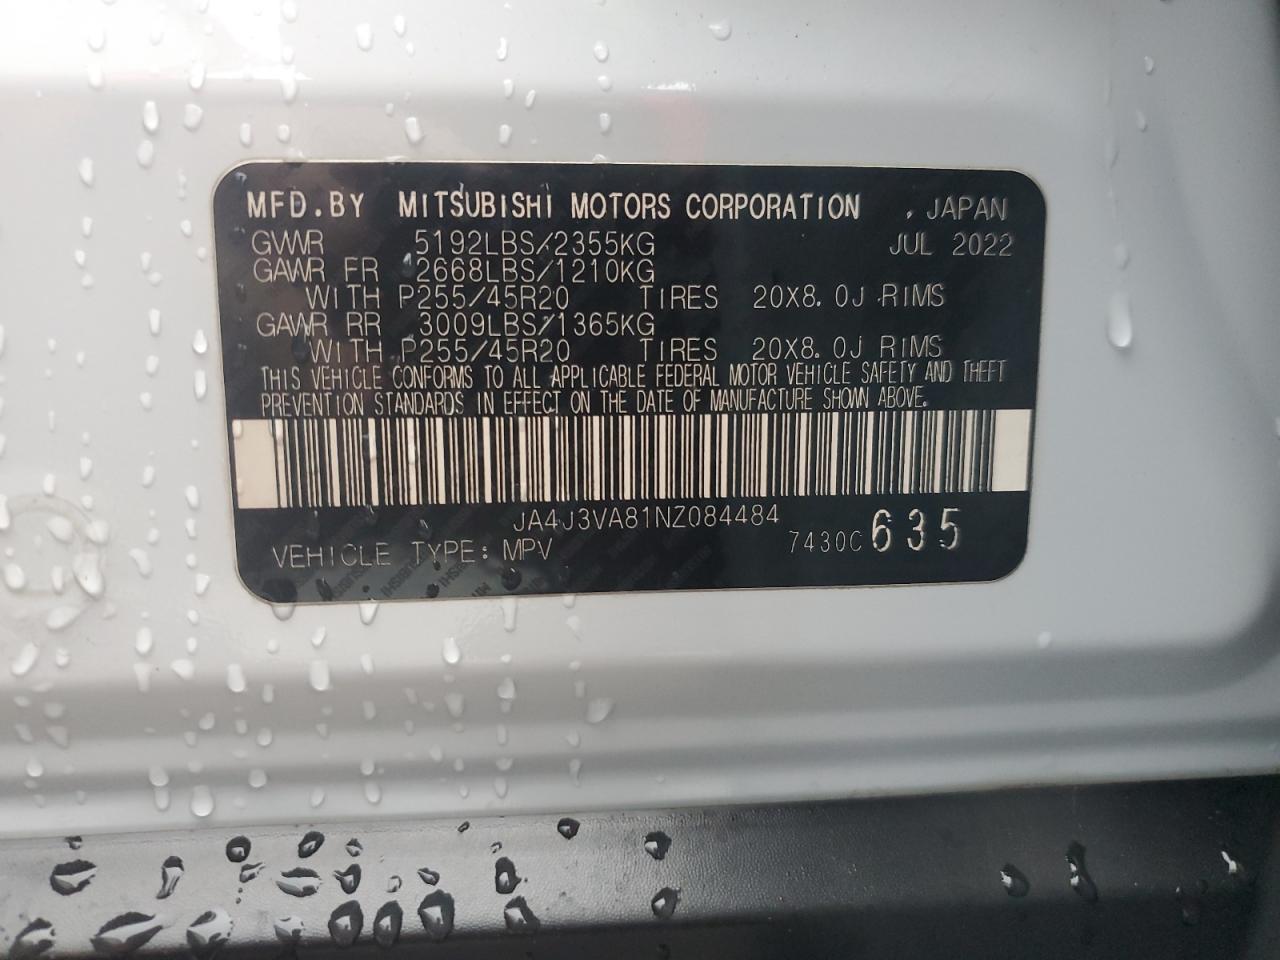 MFD.BY MITSUBISHI MOTORS CORPORATION , JAPAN
GVWR 5192LBS/2355KG JUL 2022
GAWR FR 2668LBS/1210KG
WITH P255/45R20 TIRES 20X8.0J RIMS
GAWR RR 3009LBS/1365KG
WITH P255/45R20 TIRES 20X8.0J RIMS
THIS VEHICLE CONFORMS TO ALL APPLICABLE FEDERAL MOTOR VEHICLE SAFETY AND THEFT
PREVENTION STANDARDS IN EFFECT ON THE DATE OF MANUFACTURE SHOWN ABOVE.
JA4J3VA81NZ084484
VEHICLE TYPE: MPV 7430C 635